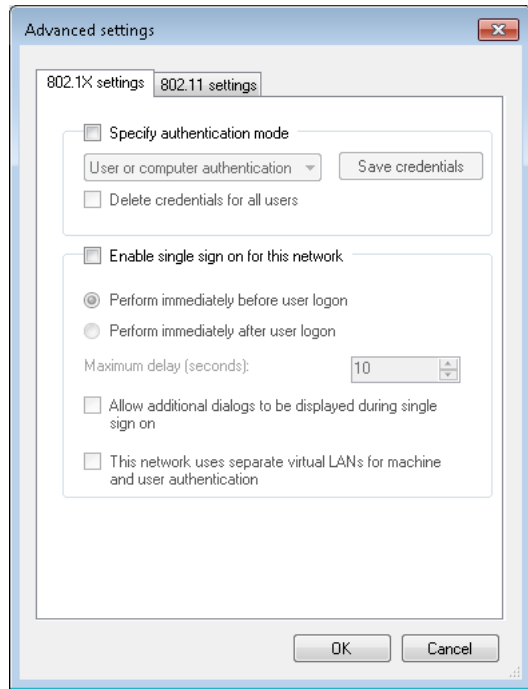 Advanced settings
802.1X settings 802.11 settings
Specify authentication mode
User or computer authentication Save credentials
Delete credentials for all users
Enable single sign on for this network
Perform immediately before user logon
Perform immediately after user logon
Maximum delay (seconds): 10
Allow additional dialogs to be displayed during single
sign on
This network uses separate virtual LANs for machine
and user authentication
OK Cancel